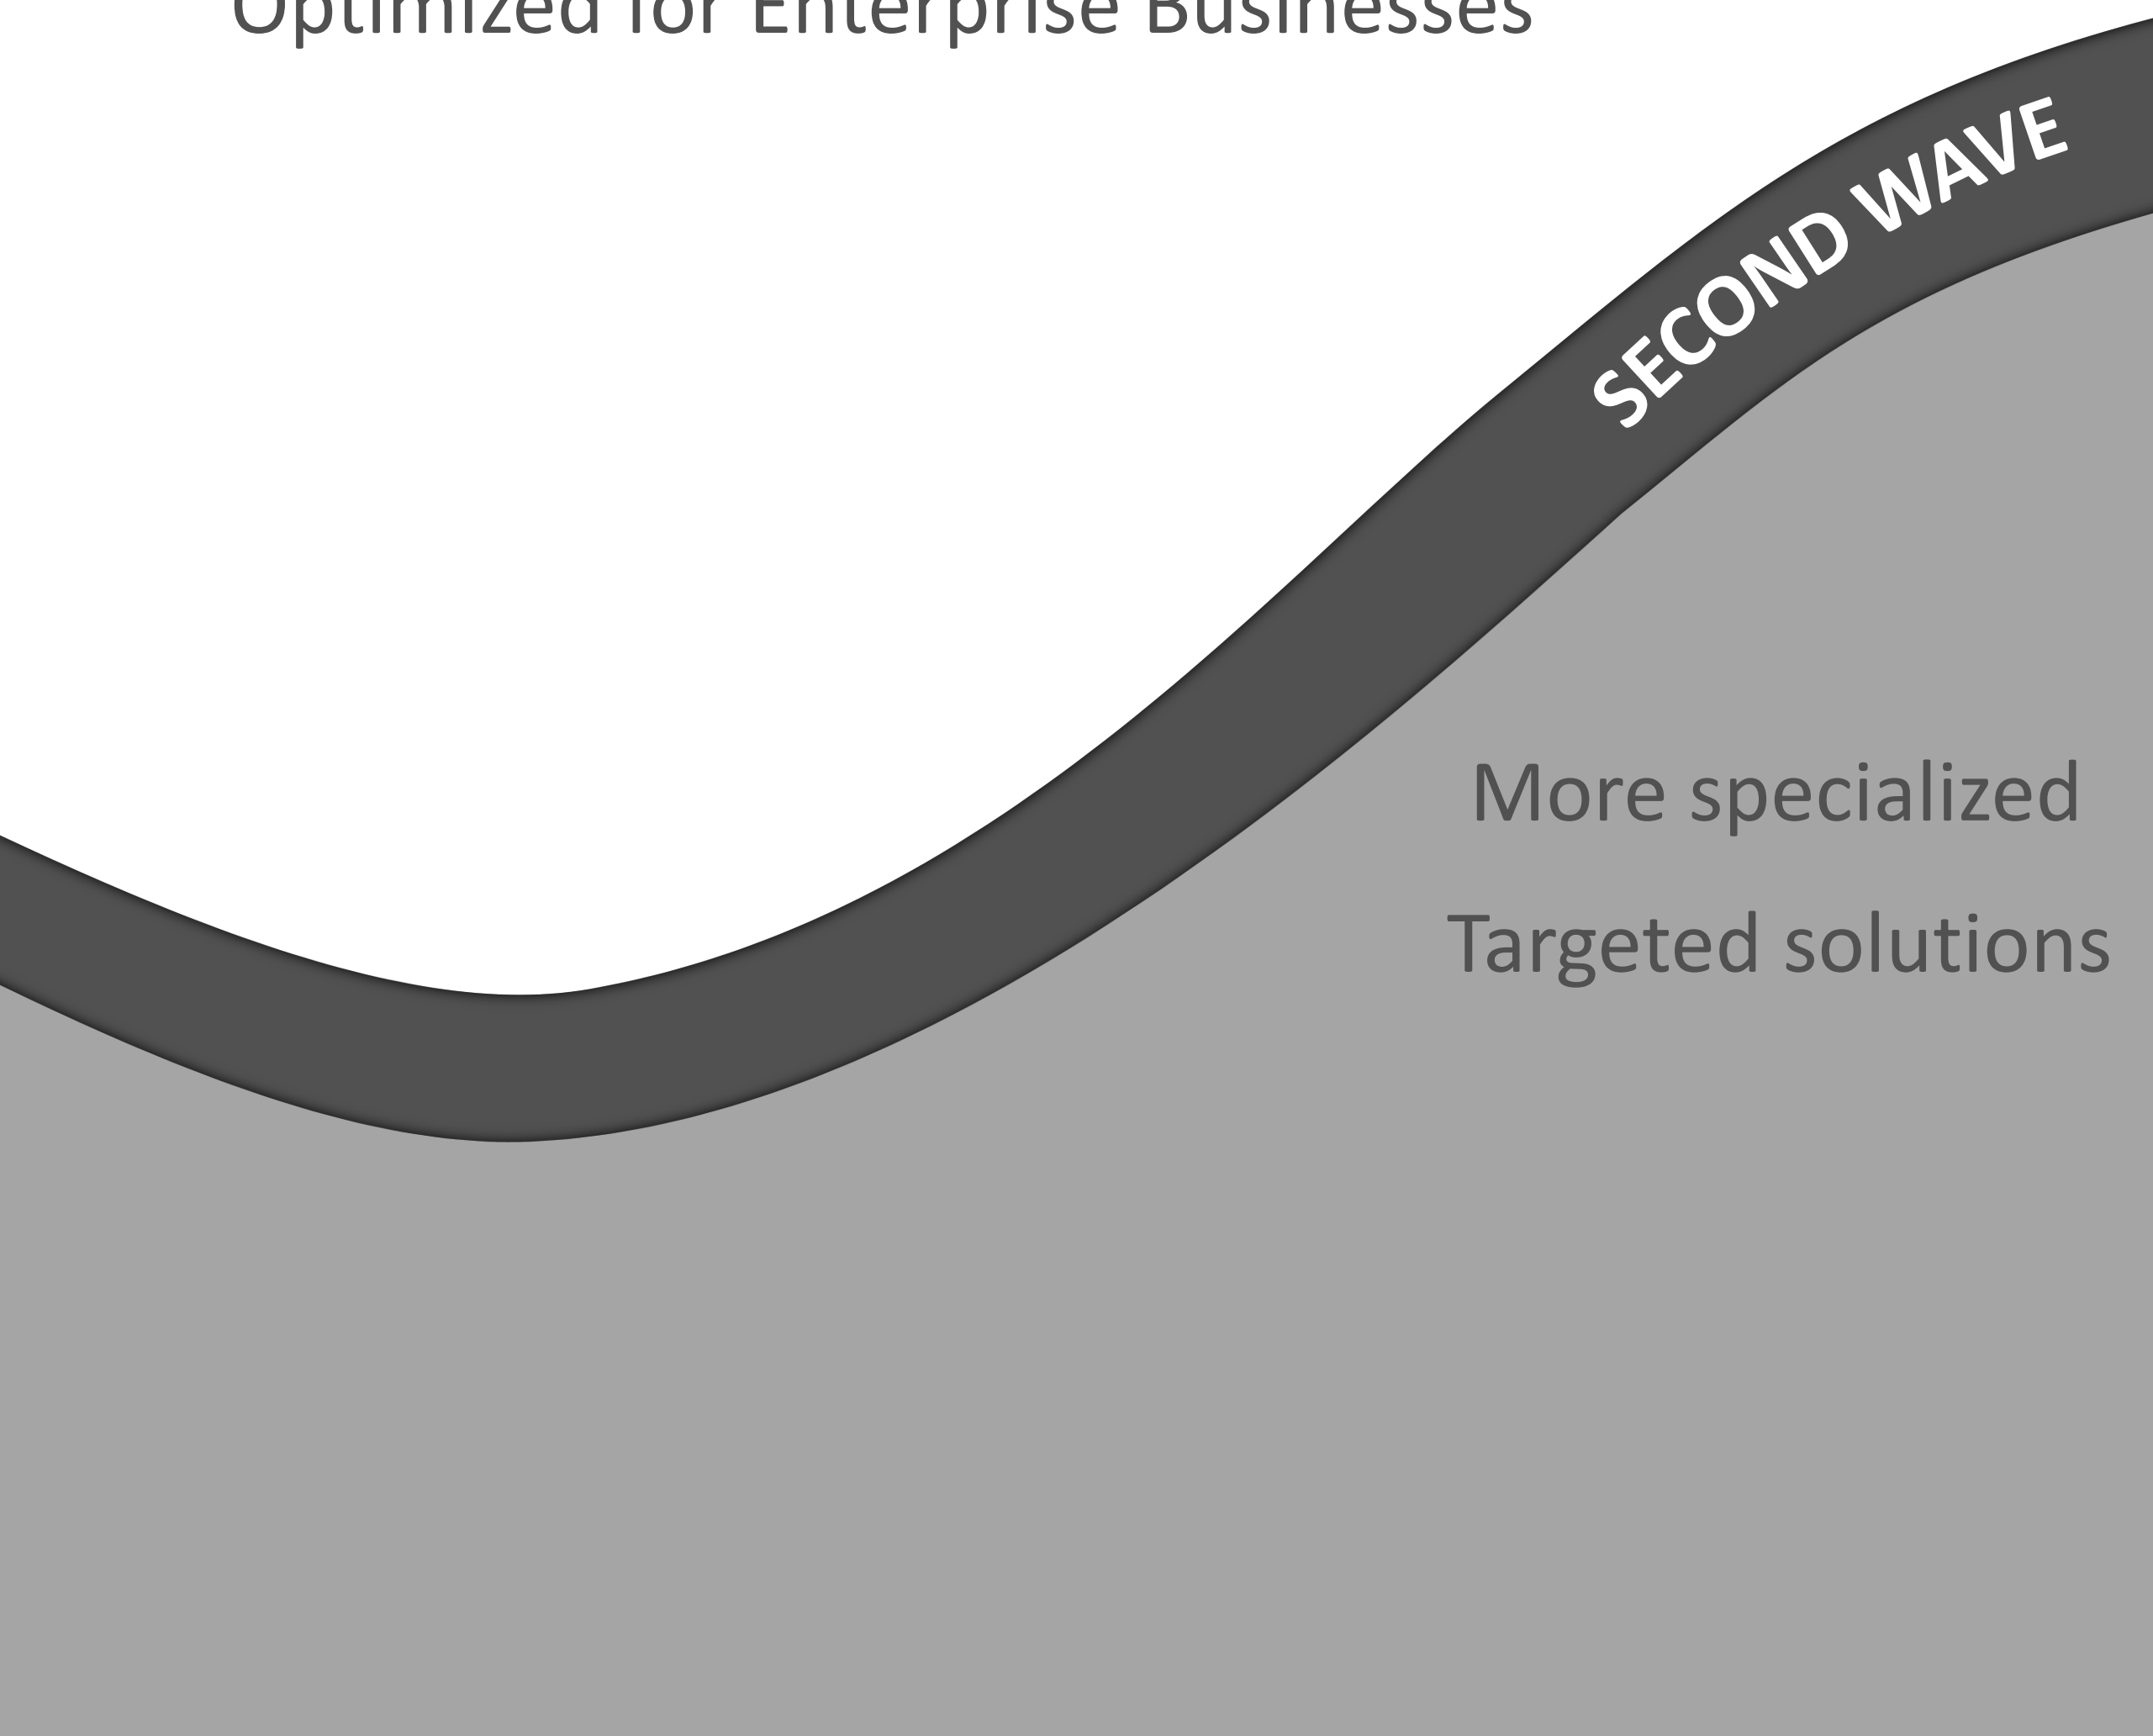 Optimized for Enterprise Businesses
SECOND WAVE
More specialized
Targeted solutions